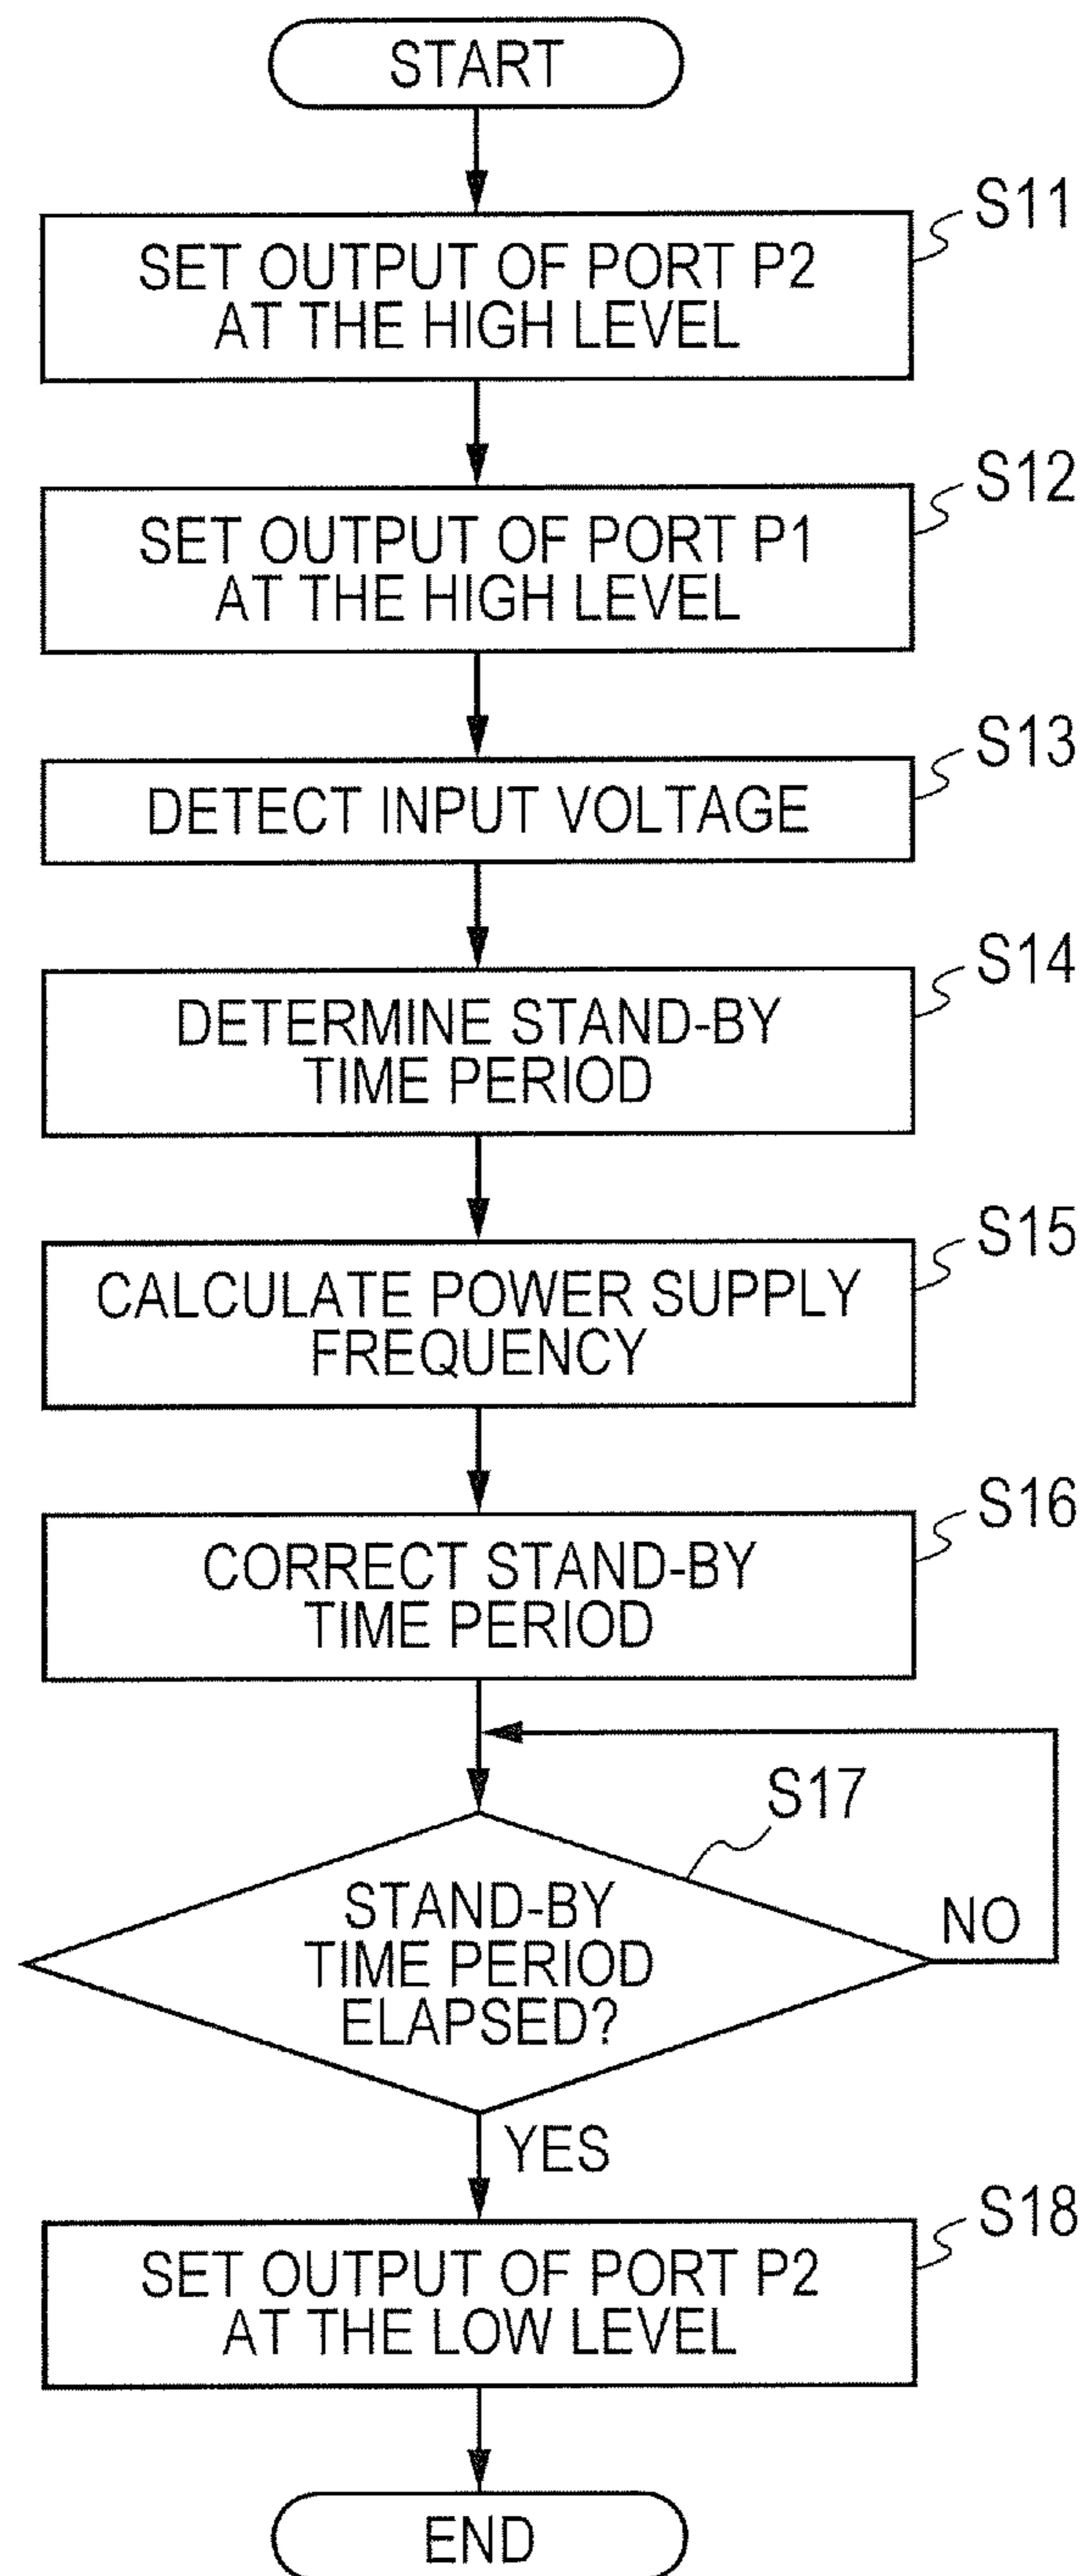 START
S11
SET OUTPUT OF PORT P2
AT THE HIGH LEVEL
S12
SET OUTPUT OF PORT P1
AT THE HIGH LEVEL
S13
DETECT INPUT VOLTAGE
S14
DETERMINE STAND-BY
TIME PERIOD
S15
CALCULATE POWER SUPPLY
FREQUENCY
S16
CORRECT STAND-BY
TIME PERIOD
S17
STAND-BY
TIME PERIOD
ELAPSED?
NO
YES
S18
SET OUTPUT OF PORT P2
AT THE LOW LEVEL
END